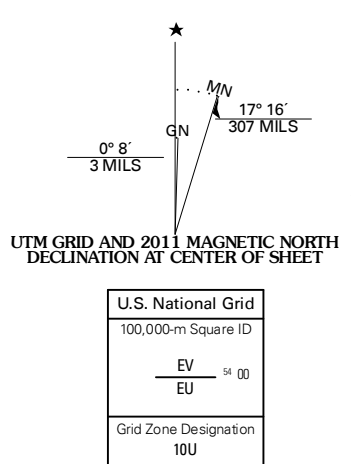 ★
MN
17° 16´
307 MILS
GN
0° 8´
3 MILS
UTM GRID AND 2011 MAGNETIC NORTH
DECLINATION AT CENTER OF SHEET
U.S. National Grid
100,000-m Square ID
EV
54 00
EU
Grid Zone Designation
10U